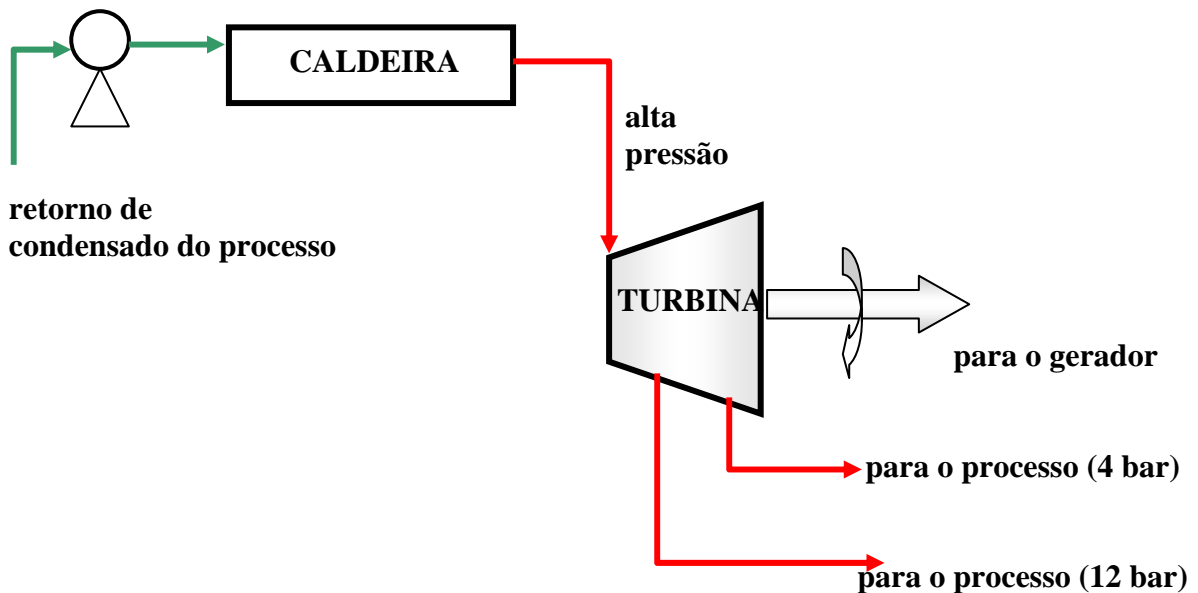 CALDEIRA
alta
pressão
retorno de
condensado do processo
TURBINA
para o gerador
para o processo (4 bar)
para o processo (12 bar)